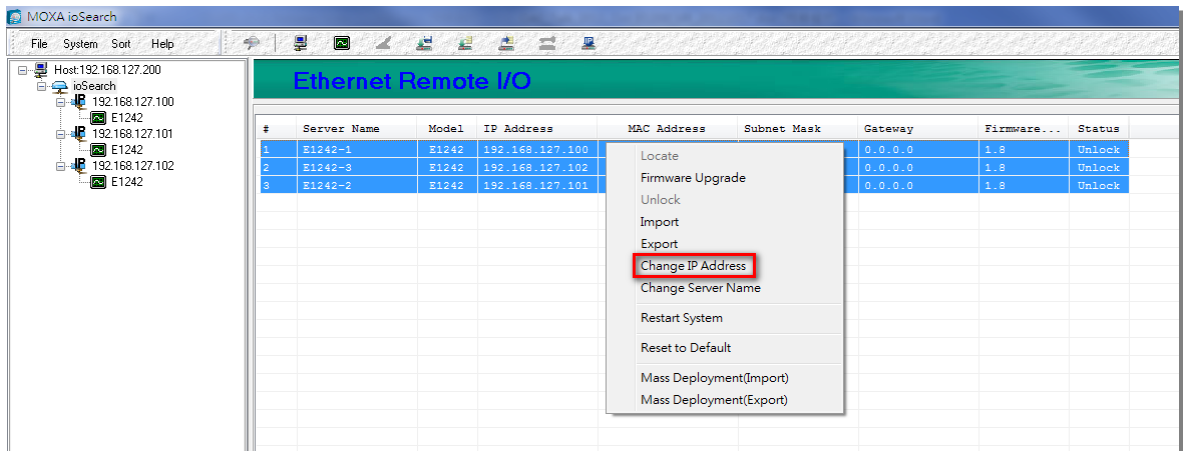 MOXA ioSearch
File System Sort Help
Host:192.168.127.200
ioSearch
192.168.127.100
E1242
192.168.127.101
E1242
192.168.127.102
E1242
Ethernet Remote I/O
# Server Name Model IP Address MAC Address Subnet Mask Gateway Firmware... Status
1 E1242-1 E1242 192.168.127.100 0.0.0.0 1.8 Unlock
2 E1242-3 E1242 192.168.127.102 0.0.0.0 1.8 Unlock
3 E1242-2 E1242 192.168.127.101 0.0.0.0 1.8 Unlock
Locate
Firmware Upgrade
Unlock
Import
Export
Change IP Address
Change Server Name
Restart System
Reset to Default
Mass Deployment(Import)
Mass Deployment(Export)